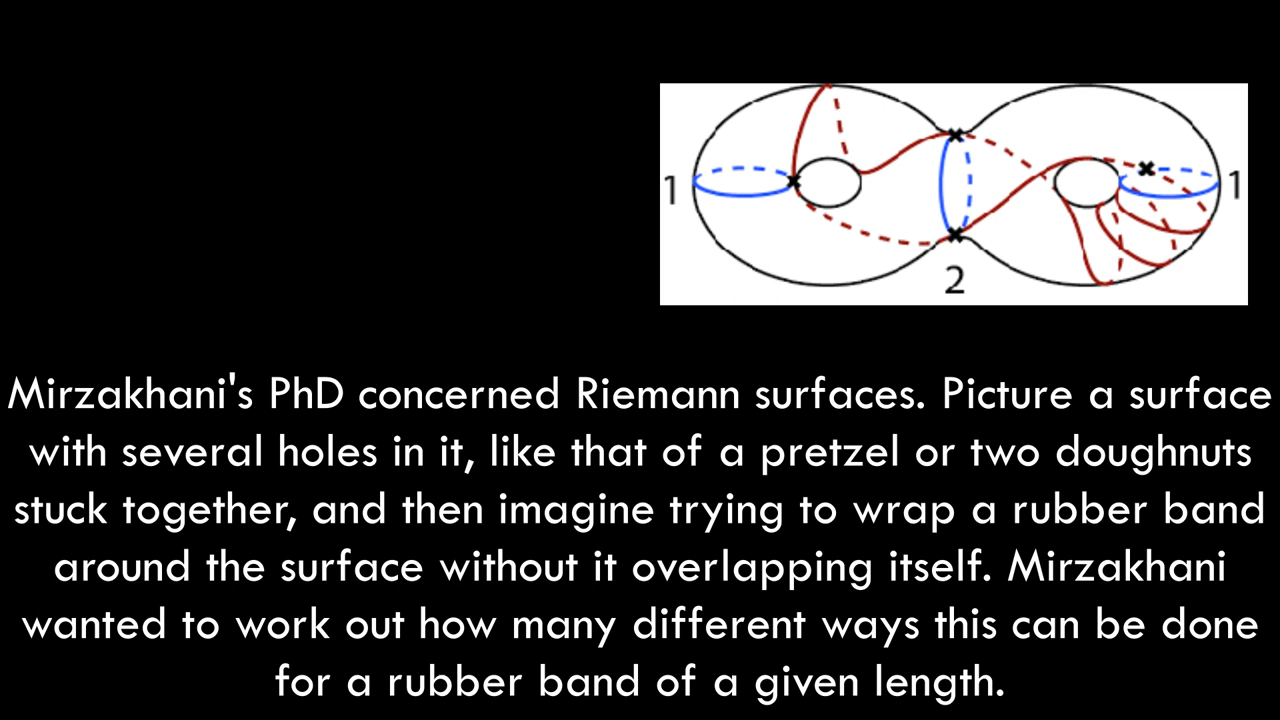 1
1
2
Mirzakhani's PhD concerned Riemann surfaces. Picture a surface
with several holes in it, like that of a pretzel or two doughnuts
stuck together, and then imagine trying to wrap a rubber band
around the surface without it overlapping itself. Mirzakhani
wanted to work out how many different ways this can be done
for a rubber band of a given length.